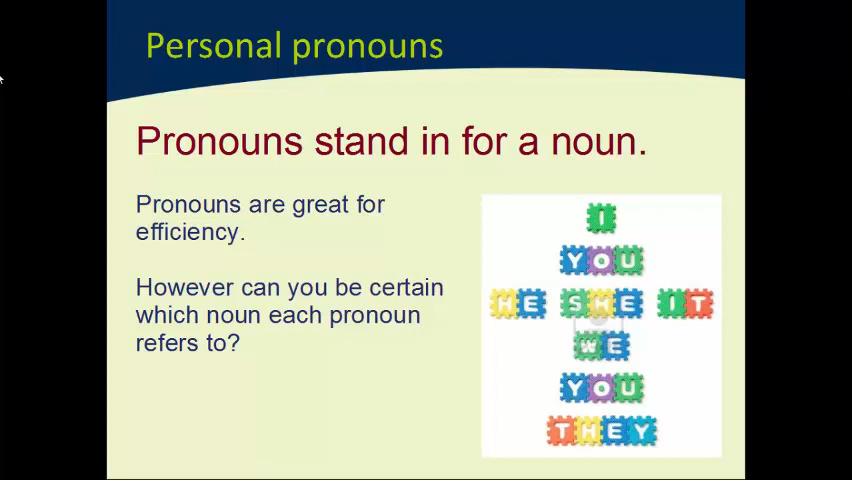 Personal pronouns
Pronouns stand in for a noun.
Pronouns are great for
efficiency.
However can you be certain
which noun each pronoun
refers to?
I
YOU
HE SHE IT
WE
YOU
THEY